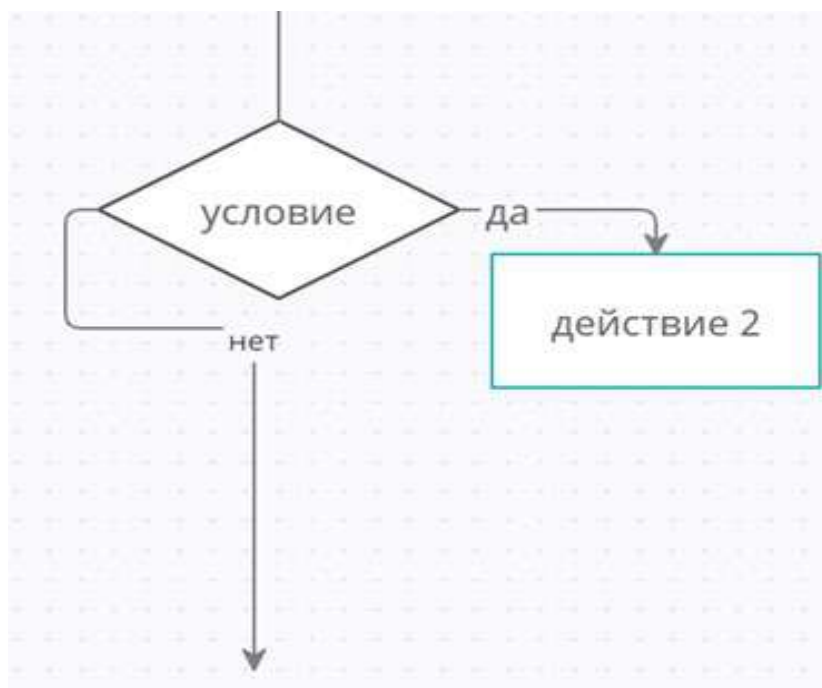 условие
да
действие 2
нет